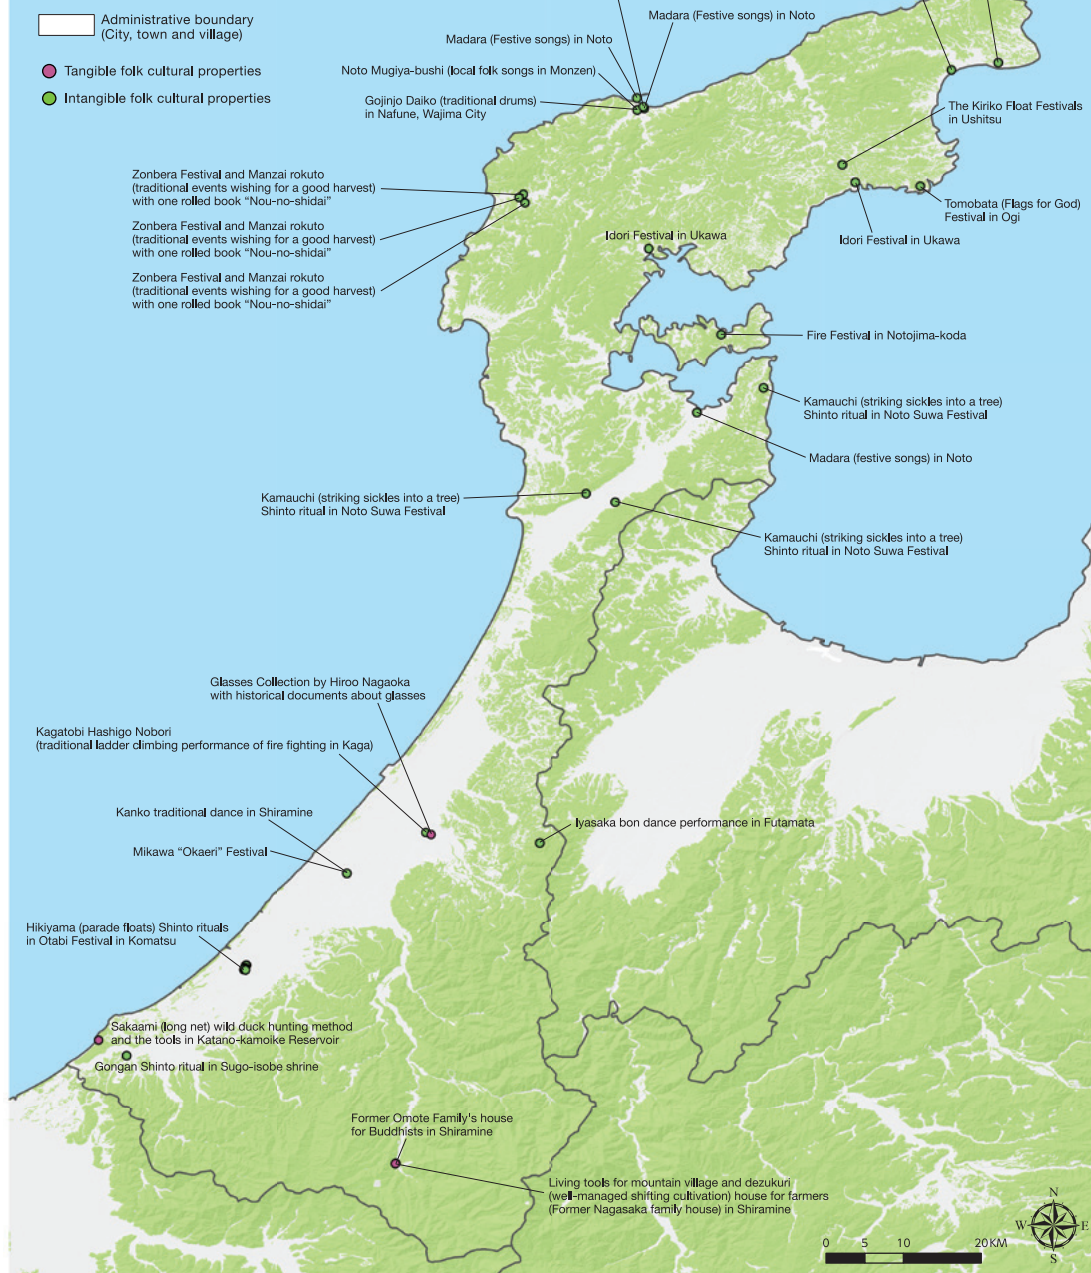 Administrative boundary
(City, town and village)
Tangible folk cultural properties
Intangible folk cultural properties
Madara (Festive songs) in Noto
Madara (Festive songs) in Noto
Noto Mugiya-bushi (local folk songs in Monzen)
Gojinjo Daiko (traditional drums)
in Nafune, Wajima City
The Kiriko Float Festivals
in Ushitsu
Zonbera Festival and Manzai rokuto
(traditional events wishing for a good harvest)
with one rolled book “Nou-no-shidai”
Zonbera Festival and Manzai rokuto
(traditional events wishing for a good harvest)
with one rolled book “Nou-no-shidai”
Zonbera Festival and Manzai rokuto
(traditional events wishing for a good harvest)
with one rolled book “Nou-no-shidai”
Tomobata (Flags for God)
Festival in Ogi
Idori Festival in Ukawa
Idori Festival in Ukawa
Fire Festival in Notojima-koda
Kamauchi (striking sickles into a tree)
Shinto ritual in Noto Suwa Festival
Madara (festive songs) in Noto
Kamauchi (striking sickles into a tree)
Shinto ritual in Noto Suwa Festival
Kamauchi (striking sickles into a tree)
Shinto ritual in Noto Suwa Festival
Glasses Collection by Hiroo Nagaoka
with historical documents about glasses
Kagatobi Hashigo Nobori
(traditional ladder climbing performance of fire fighting in Kaga)
Kanko traditional dance in Shiramine
Iyasaka bon dance performance in Futamata
Mikawa “Okaeri” Festival
Hikiyama (parade floats) Shinto rituals
in Otabi Festival in Komatsu
Sakaami (long net) wild duck hunting method
and the tools in Katano-kamoike Reservoir
Gongan Shinto ritual in Sugo-isobe shrine
Former Omote Family's house
for Buddhists in Shiramine
Living tools for mountain village and dezukuri
(well-managed shifting cultivation) house for farmers
(Former Nagasaka family house) in Shiramine
N
W E
S
0 5 10 20KM